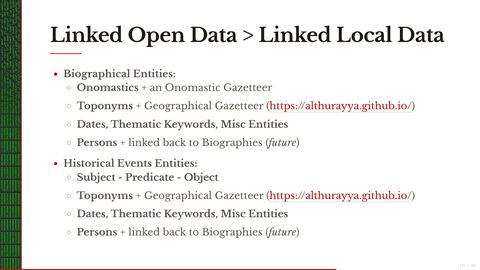 Linked Open Data > Linked Local Data
Biographical Entities:
Onomastics + an Onomastic Gazetteer
Toponyms + Geographical Gazetteer (https://althurayya.github.io/)
Dates, Thematic Keywords, Misc Entities
Persons + linked back to Biographies (future)
Historical Events Entities:
Subject - Predicate - Object
Toponyms + Geographical Gazetteer (https://althurayya.github.io/)
Dates, Thematic Keywords, Misc Entities
Persons + linked back to Biographies (future)